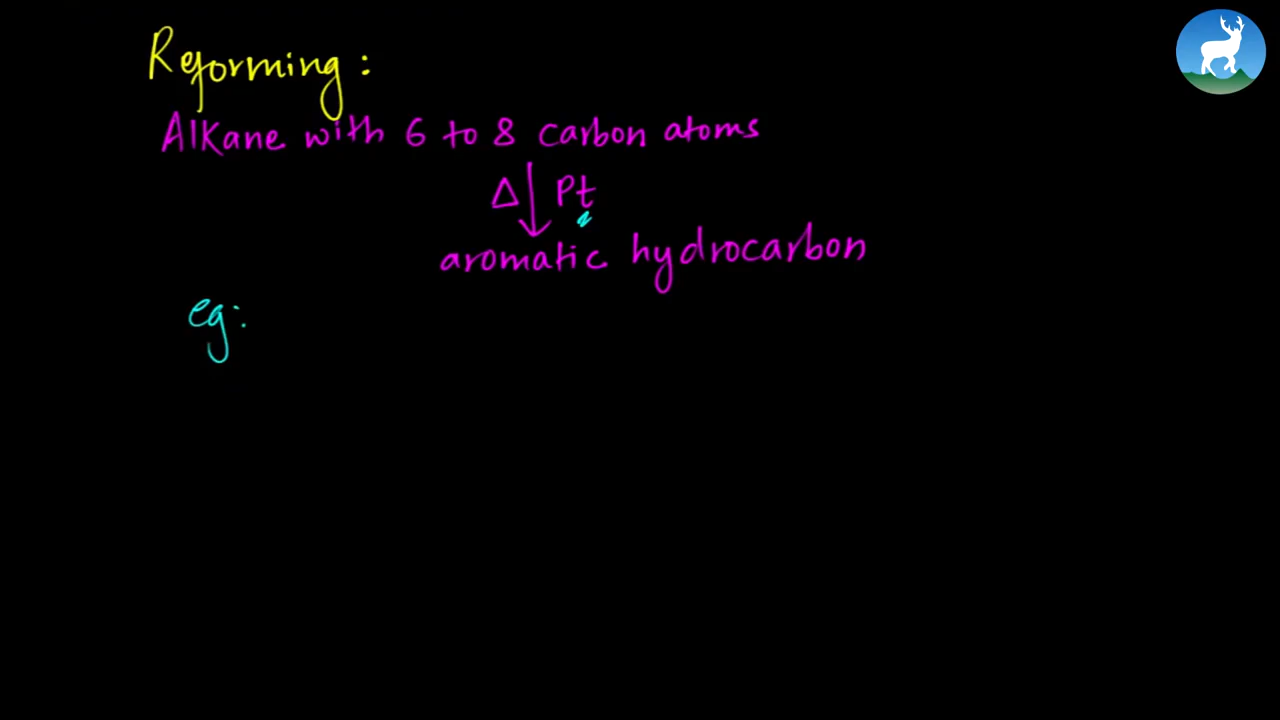 Reforming :
Alkane with 6 to 8 carbon atoms
Δ Pt
aromatic hydrocarbon
eg: